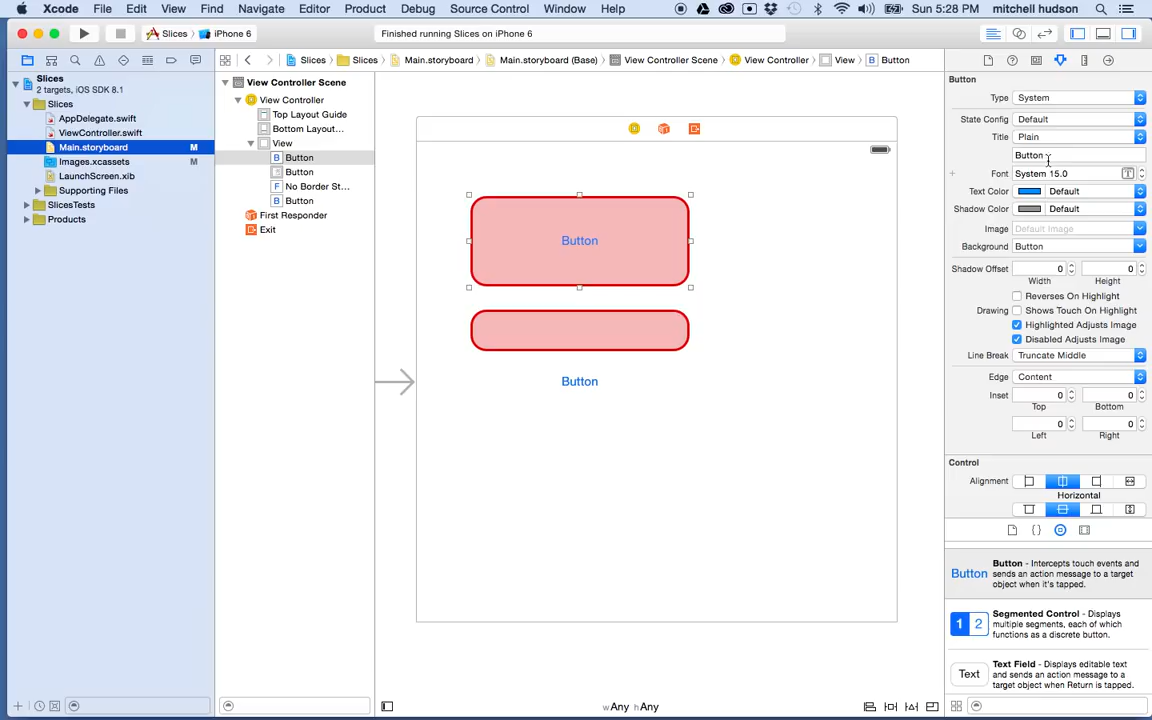 Xcode File Edit View Find Navigate Editor Product Debug Source Control Window Help Sun 5:28 PM mitchell hudson
Slices iPhone 6 Finished running Slices on iPhone 6
Slices Slices Main.storyboard Main.storyboard (Base) View Controller Scene View Controller View B Button
Slices
2 targets, iOS SDK 8.1
Slices
AppDelegate.swift
ViewController.swift
Main.storyboard M
Images.xcassets M
LaunchScreen.xib
Supporting Files
SlicesTests
Products
View Controller Scene
View Controller
Top Layout Guide
Bottom Layout...
View
B Button
Button
F No Border St...
B Button
First Responder
Exit
Button
Button
wAny hAny
Button
Type System
State Config Default
Title Plain
Button
Font System 15.0 T
Text Color Default
Shadow Color Default
Image Default Image
Background Button
Shadow Offset 0 0
Width Height
Reverses On Highlight
Drawing Shows Touch On Highlight
Highlighted Adjusts Image
Disabled Adjusts Image
Line Break Truncate Middle
Edge Content
Inset 0 0
Top Bottom
0 0
Left Right
Control
Alignment
Horizontal
Button Button - Intercepts touch events and
sends an action message to a target
object when it's tapped.
1 2 Segmented Control - Displays
multiple segments, each of which
functions as a discrete button.
Text Text Field - Displays editable text
and sends an action message to a
target object when Return is tapped.